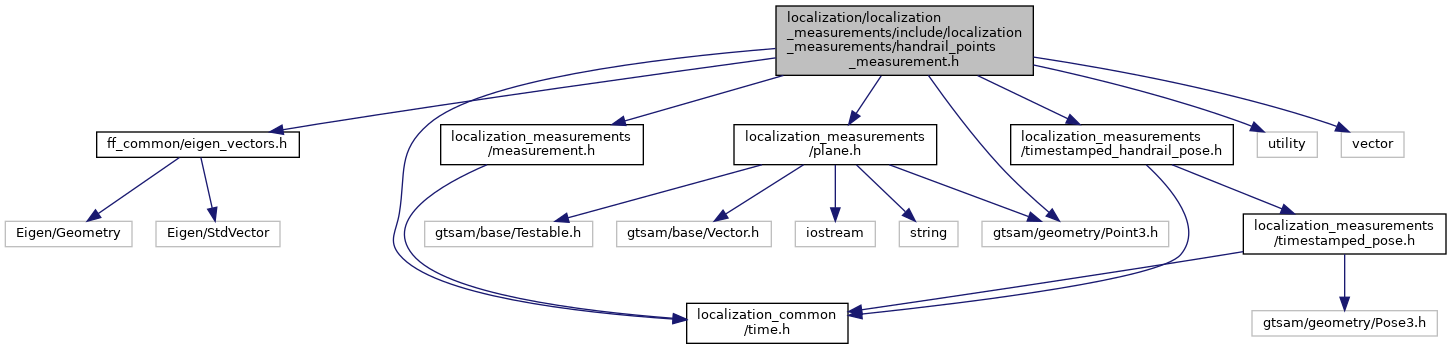 localization/localization
_measurements/include/localization
_measurements/handrail_points
_measurement.h
ff_common/eigen_vectors.h
localization_measurements
/measurement.h
localization_measurements
/plane.h
localization_measurements
/timestamped_handrail_pose.h
utility
vector
Eigen/Geometry
Eigen/StdVector
gtsam/base/Testable.h
gtsam/base/Vector.h
iostream
string
gtsam/geometry/Point3.h
localization_measurements
/timestamped_pose.h
localization_common
/time.h
gtsam/geometry/Pose3.h